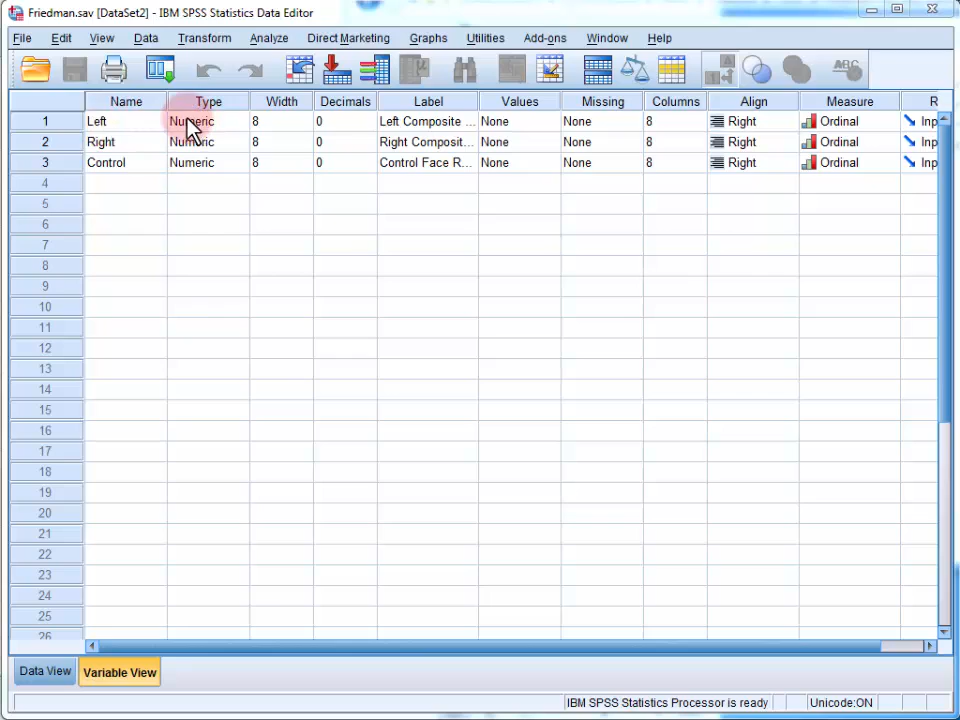 Friedman.sav [DataSet2] - IBM SPSS Statistics Data Editor
File Edit View Data Transform Analyze Direct Marketing Graphs Utilities Add-ons Window Help
Name Type Width Decimals Label Values Missing Columns Align Measure R
1 Left Numeric 8 0 Left Composite ... None None 8 Right Ordinal Inp
2 Right Numeric 8 0 Right Composit... None None 8 Right Ordinal Inp
3 Control Numeric 8 0 Control Face R... None None 8 Right Ordinal Inp
4
5
6
7
8
9
10
11
12
13
14
15
16
17
18
19
20
21
22
23
24
25
26
Data View Variable View
IBM SPSS Statistics Processor is ready Unicode:ON